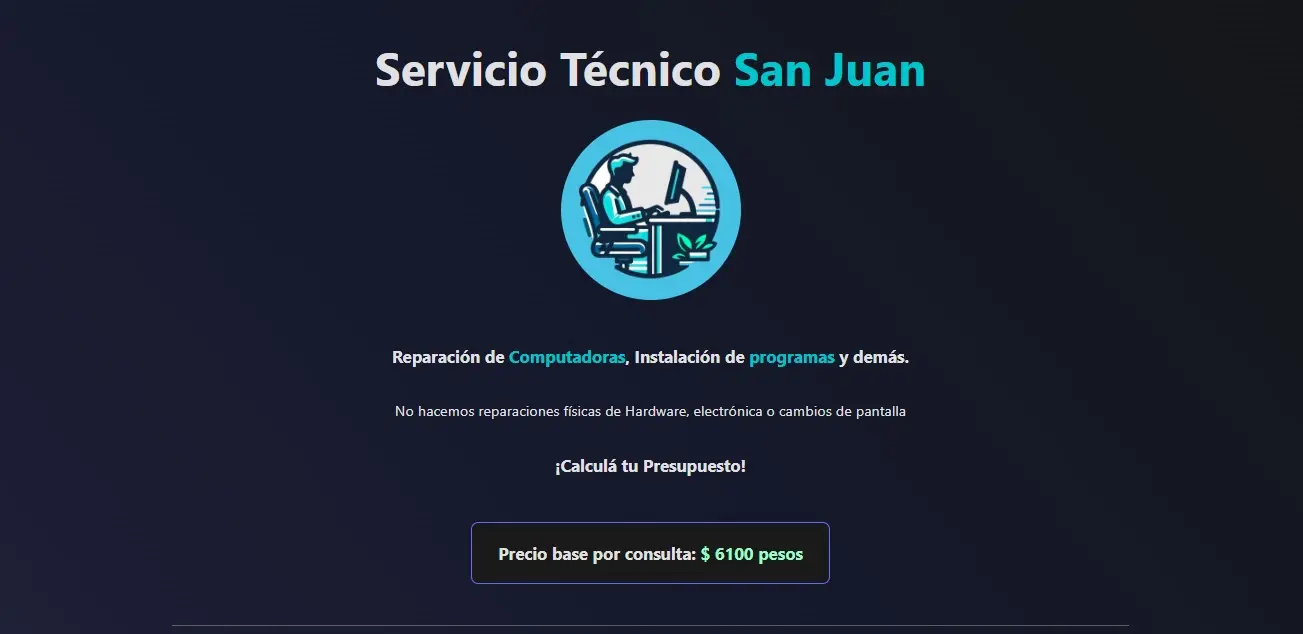 Servicio Técnico San Juan
Reparación de Computadoras, Instalación de programas y demás.
No hacemos reparaciones físicas de Hardware, electrónica o cambios de pantalla
¡Calculá tu Presupuesto!
Precio base por consulta: $ 6100 pesos